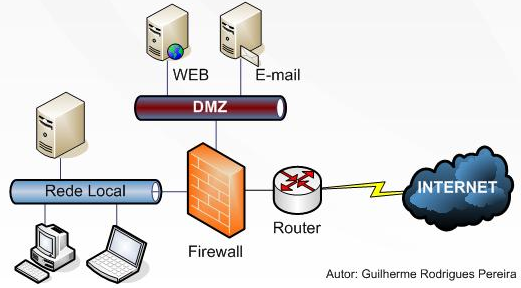 WEB
E-mail
DMZ
Rede Local
Firewall
Router
INTERNET
Autor: Guilherme Rodrigues Pereira